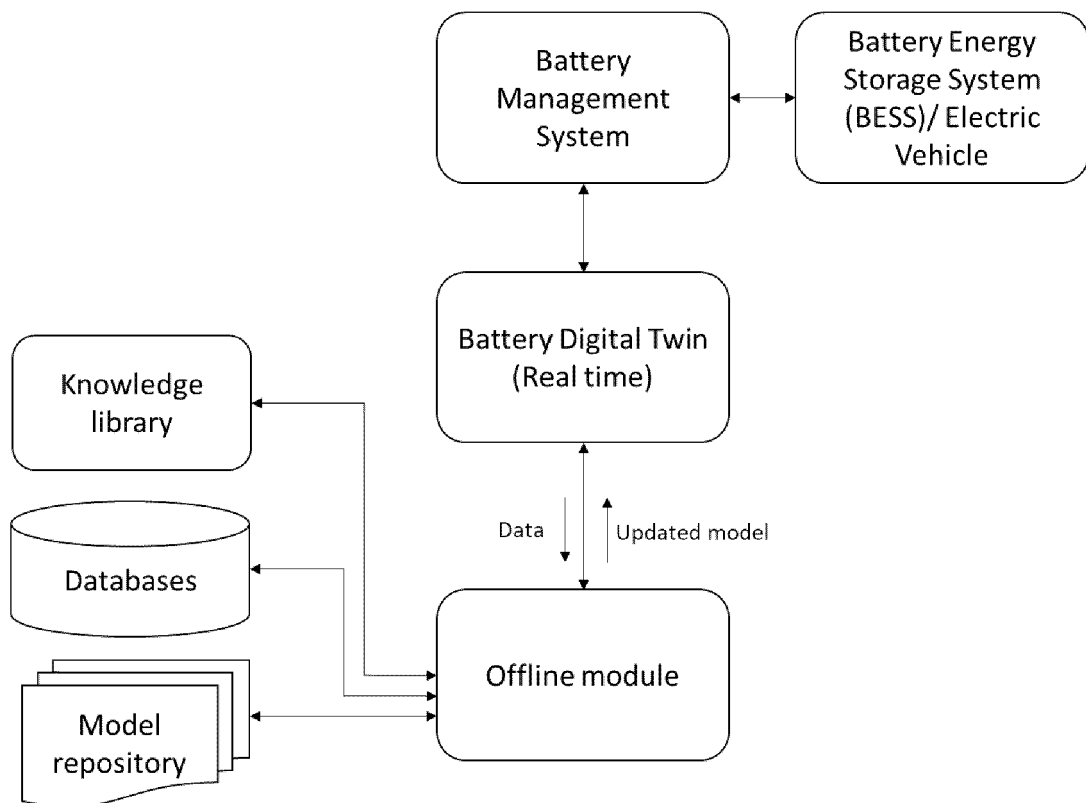 Battery
Management
System
Battery Energy
Storage System
(BESS)/ Electric
Vehicle
Battery Digital Twin
(Real time)
Knowledge
library
Data
Updated model
Databases
Offline module
Model
repository